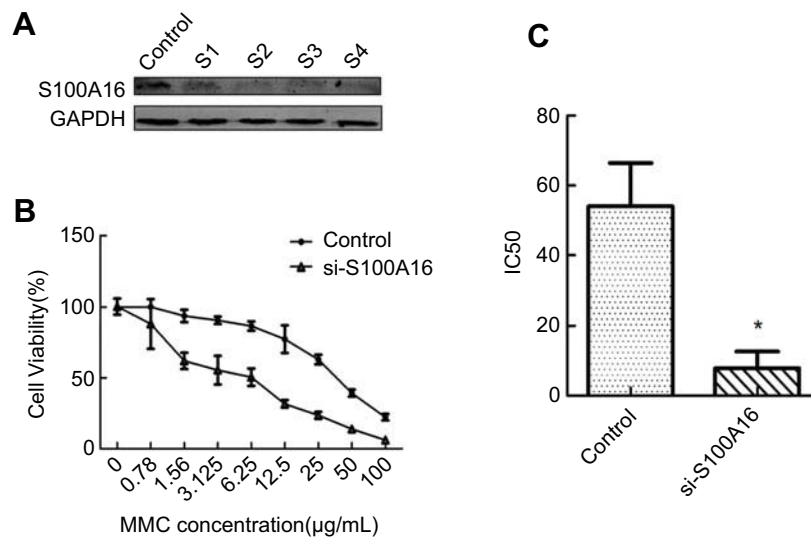 A
Control
S1
S2
S3
S4
S100A16
GAPDH
B
150
100
50
0
Cell Viability(%)
Control
si-S100A16
0
0.78
1.56
3.125
6.25
12.5
25
50
100
MMC concentration(µg/mL)
C
80
60
40
20
0
IC50
*
Control
si-S100A16